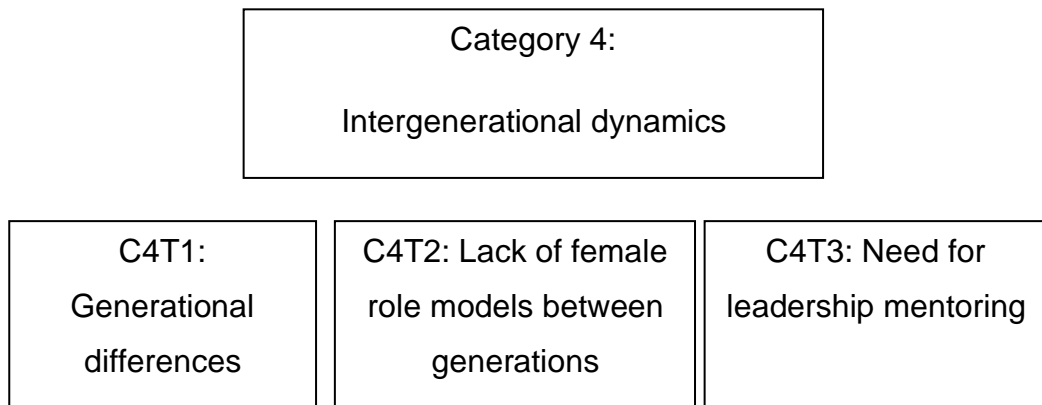 Category 4:
Intergenerational dynamics
C4T1:
Generational
differences
C4T2: Lack of female
role models between
generations
C4T3: Need for
leadership mentoring